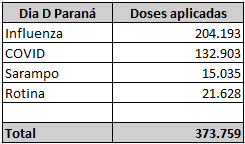 Dia D Paraná Doses aplicadas
Influenza 204.193
COVID 132.903
Sarampo 15.035
Rotina 21.628
Total 373.759